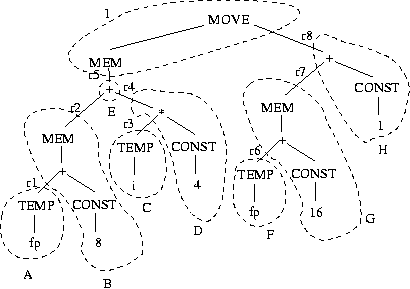 1
MOVE
r8
MEM
r5
+
r4
r7
+
r2
E
*
MEM
CONST
MEM
r3
1
H
TEMP
CONST
r6
+
r1
+
i
4
TEMP
CONST
TEMP
CONST
C
fp
16
D
F
G
fp
8
A
B